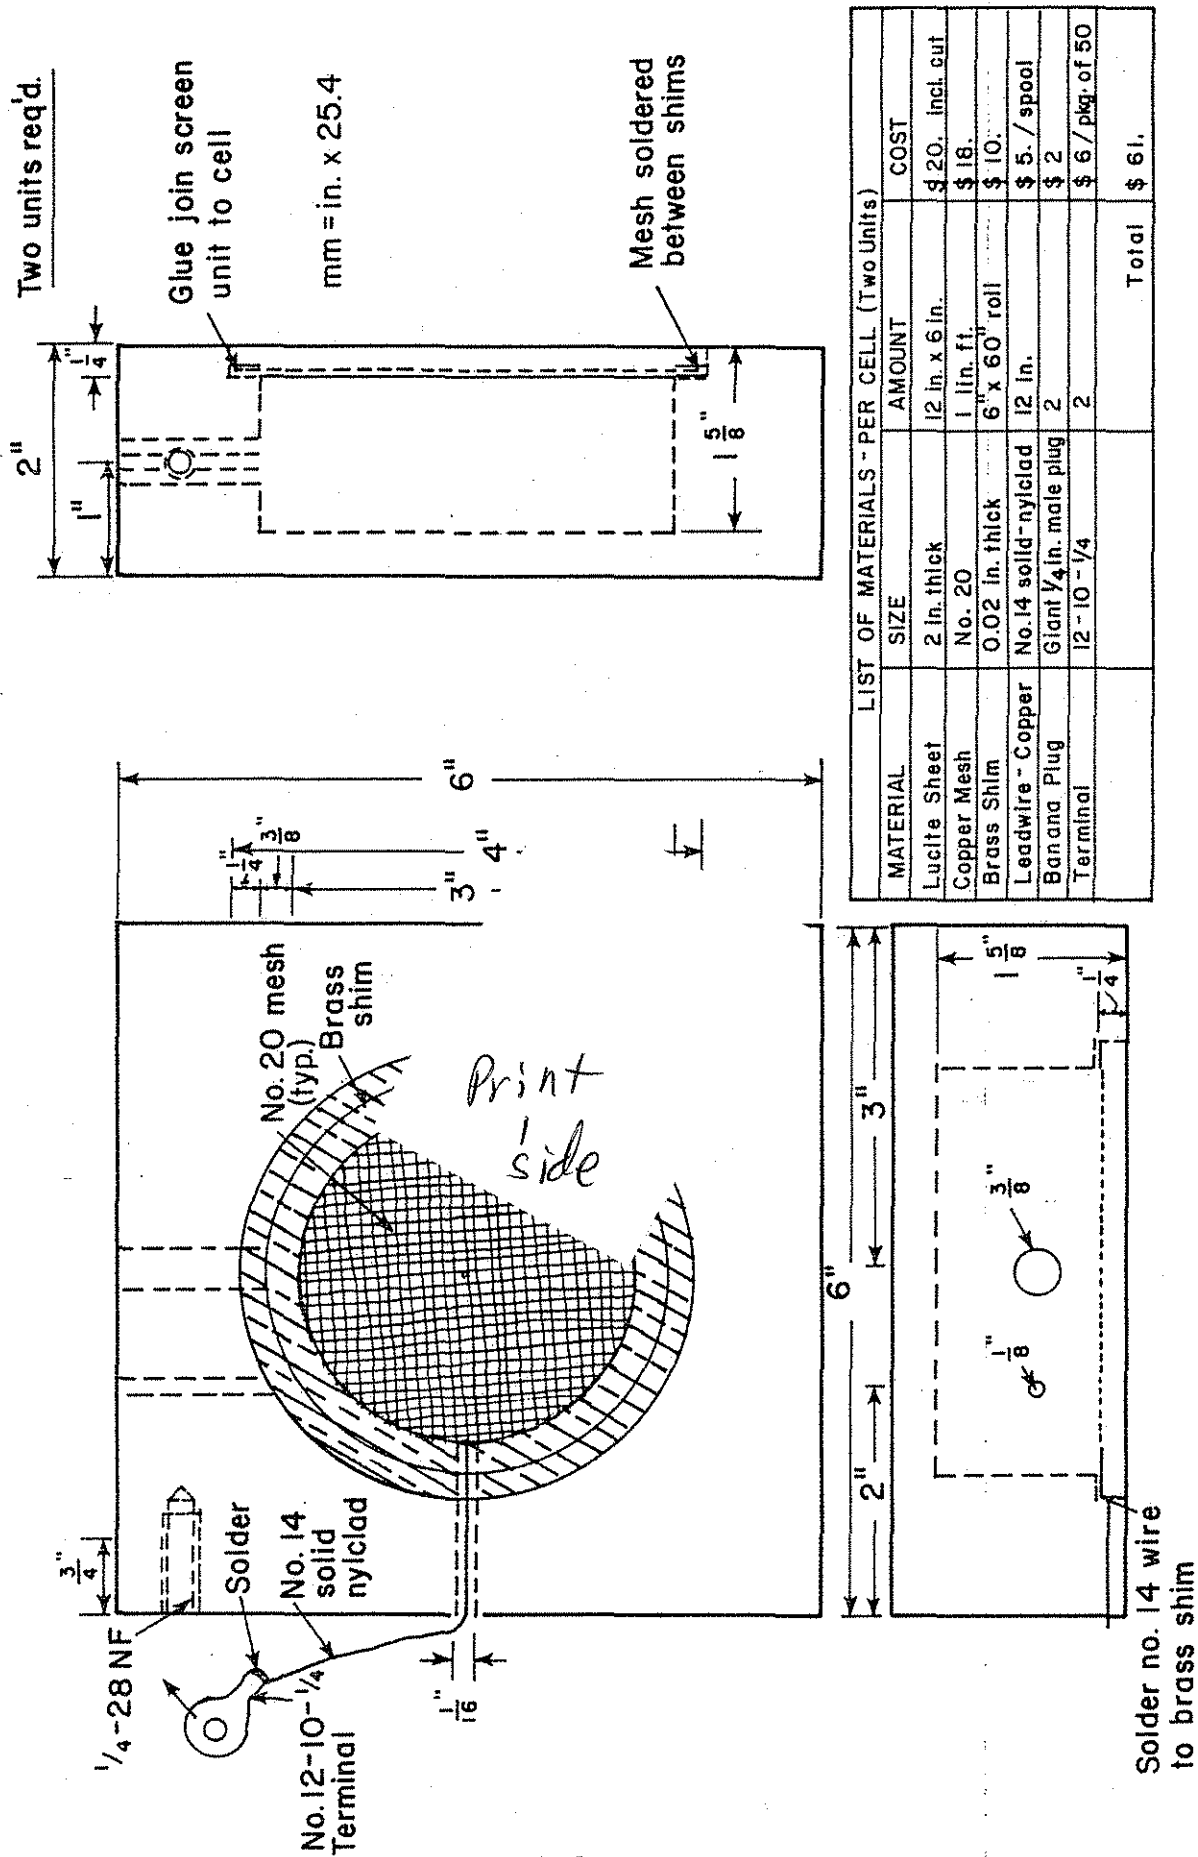 Two units req'd.
2"
1"
1/4"
Glue join screen
unit to cell
mm = in. x 25.4
1 5/8"
Mesh soldered
between shims
6"
1/4"
3/8"
4"
3"
No. 20 mesh
(typ.)
Brass
shim
Print
side
3/4"
1/4-28 NF
Solder
No. 14
solid
nylclad
No. 12-10-1/4
Terminal
1/16"
6"
3"
2"
1 5/8"
1/4"
3/8"
1/8"
Solder no. 14 wire
to brass shim
LIST OF MATERIALS - PER CELL (Two Units)
MATERIAL SIZE AMOUNT COST
Lucite Sheet 2 in. thick 12 in. x 6 in. $ 20. incl. cut
Copper Mesh No. 20 1 lin. ft. $ 18.
Brass Shim 0.02 in. thick 6" x 60" roll $ 10.
Leadwire - Copper No. 14 solid-nylclad 12 in. $ 5. / spool
Banana Plug Giant 1/4 in. male plug 2 $ 2
Terminal 12-10-1/4 2 $ 6 / pkg. of 50
Total $ 61.